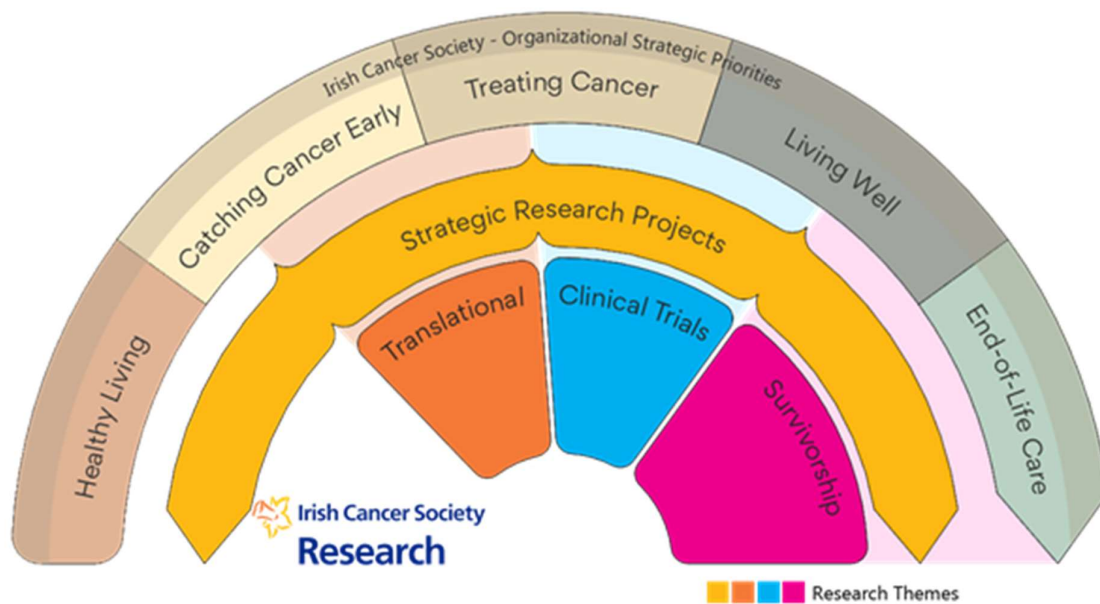 Irish Cancer Society - Organizational Strategic Priorities
Healthy Living
Catching Cancer Early
Treating Cancer
Living Well
End-of-Life Care
Strategic Research Projects
Translational
Clinical Trials
Survivorship
Irish Cancer Society
Research
Research Themes